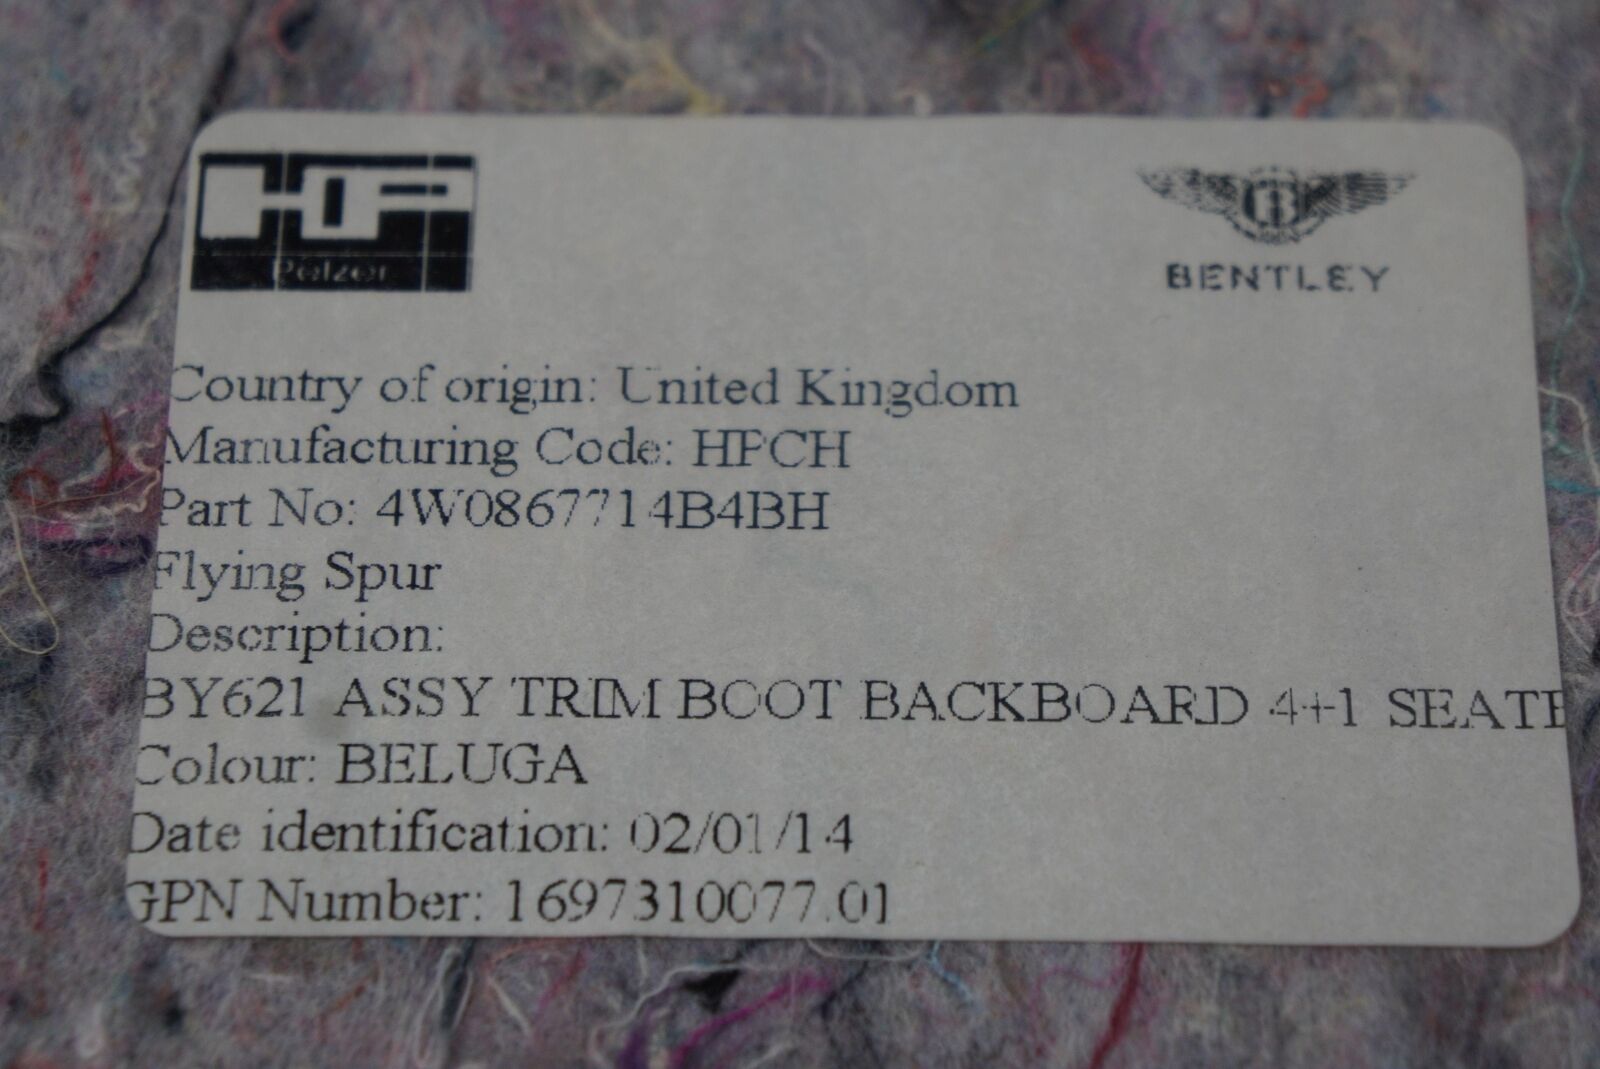 HP
Pelzer
BENTLEY
Country of origin: United Kingdom
Manufacturing Code: HPCH
Part No: 4W0867714B4BH
Flying Spur
Description:
BY621 ASSY TRIM BOOT BACKBOARD 4+1 SEATE
Colour: BELUGA
Date identification: 02/01/14
GPN Number: 1697310077.01